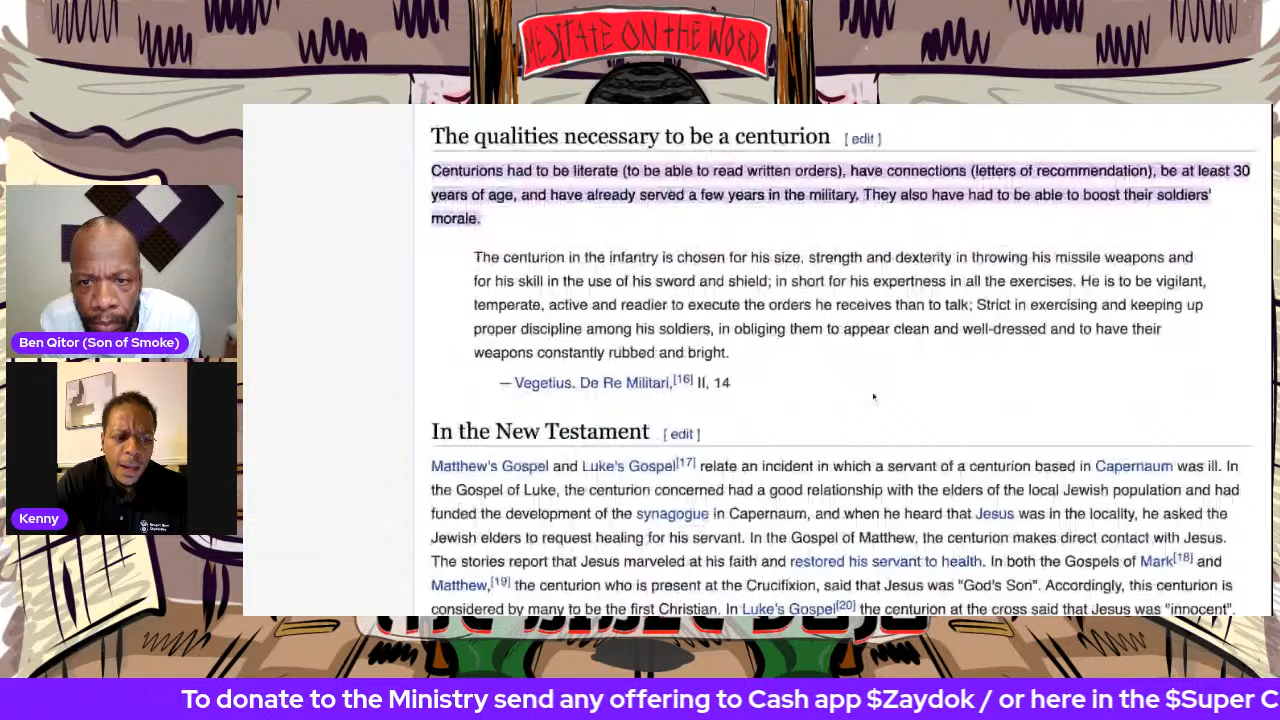 MEDITATE ON THE WORD
The qualities necessary to be a centurion [ edit ]
Centurions had to be literate (to be able to read written orders), have connections (letters of recommendation), be at least 30
years of age, and have already served a few years in the military. They also have had to be able to boost their soldiers'
morale.
The centurion in the infantry is chosen for his size, strength and dexterity in throwing his missile weapons and
for his skill in the use of his sword and shield; in short for his expertness in all the exercises. He is to be vigilant,
temperate, active and readier to execute the orders he receives than to talk; Strict in exercising and keeping up
proper discipline among his soldiers, in obliging them to appear clean and well-dressed and to have their
weapons constantly rubbed and bright.
— Vegetius. De Re Militari,[16] II, 14
In the New Testament [ edit ]
Matthew's Gospel and Luke's Gospel[17] relate an incident in which a servant of a centurion based in Capernaum was ill. In
the Gospel of Luke, the centurion concerned had a good relationship with the elders of the local Jewish population and had
funded the development of the synagogue in Capernaum, and when he heard that Jesus was in the locality, he asked the
Jewish elders to request healing for his servant. In the Gospel of Matthew, the centurion makes direct contact with Jesus.
The stories report that Jesus marveled at his faith and restored his servant to health. In both the Gospels of Mark[18] and
Matthew,[19] the centurion who is present at the Crucifixion, said that Jesus was "God's Son". Accordingly, this centurion is
considered by many to be the first Christian. In Luke's Gospel[20] the centurion at the cross said that Jesus was "innocent".
Ben Qitor (Son of Smoke)
Kenny
To donate to the Ministry send any offering to Cash app $Zaydok / or here in the $Super C